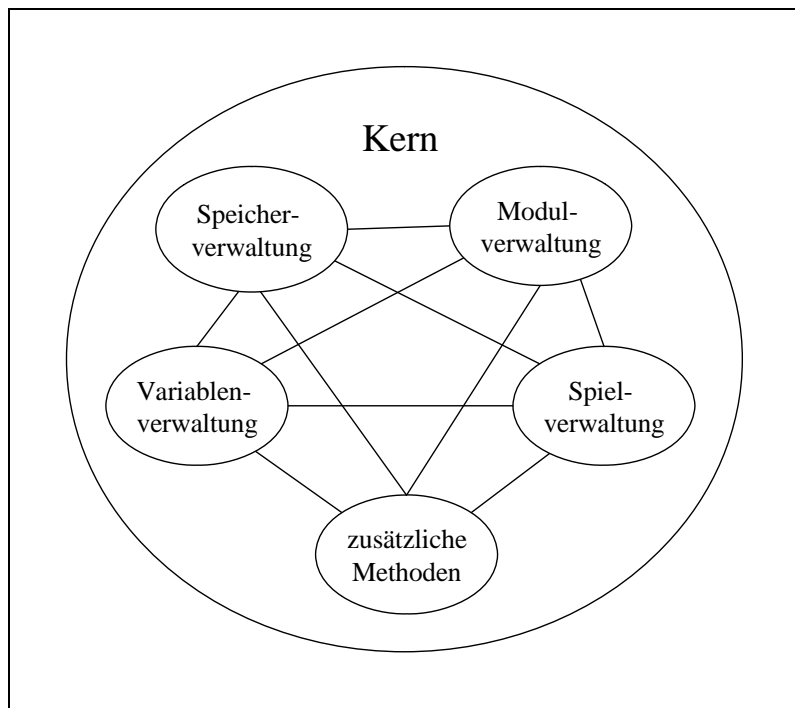 Kern
Speicher-
verwaltung
Modul-
verwaltung
Variablen-
verwaltung
Spiel-
verwaltung
zusätzliche
Methoden